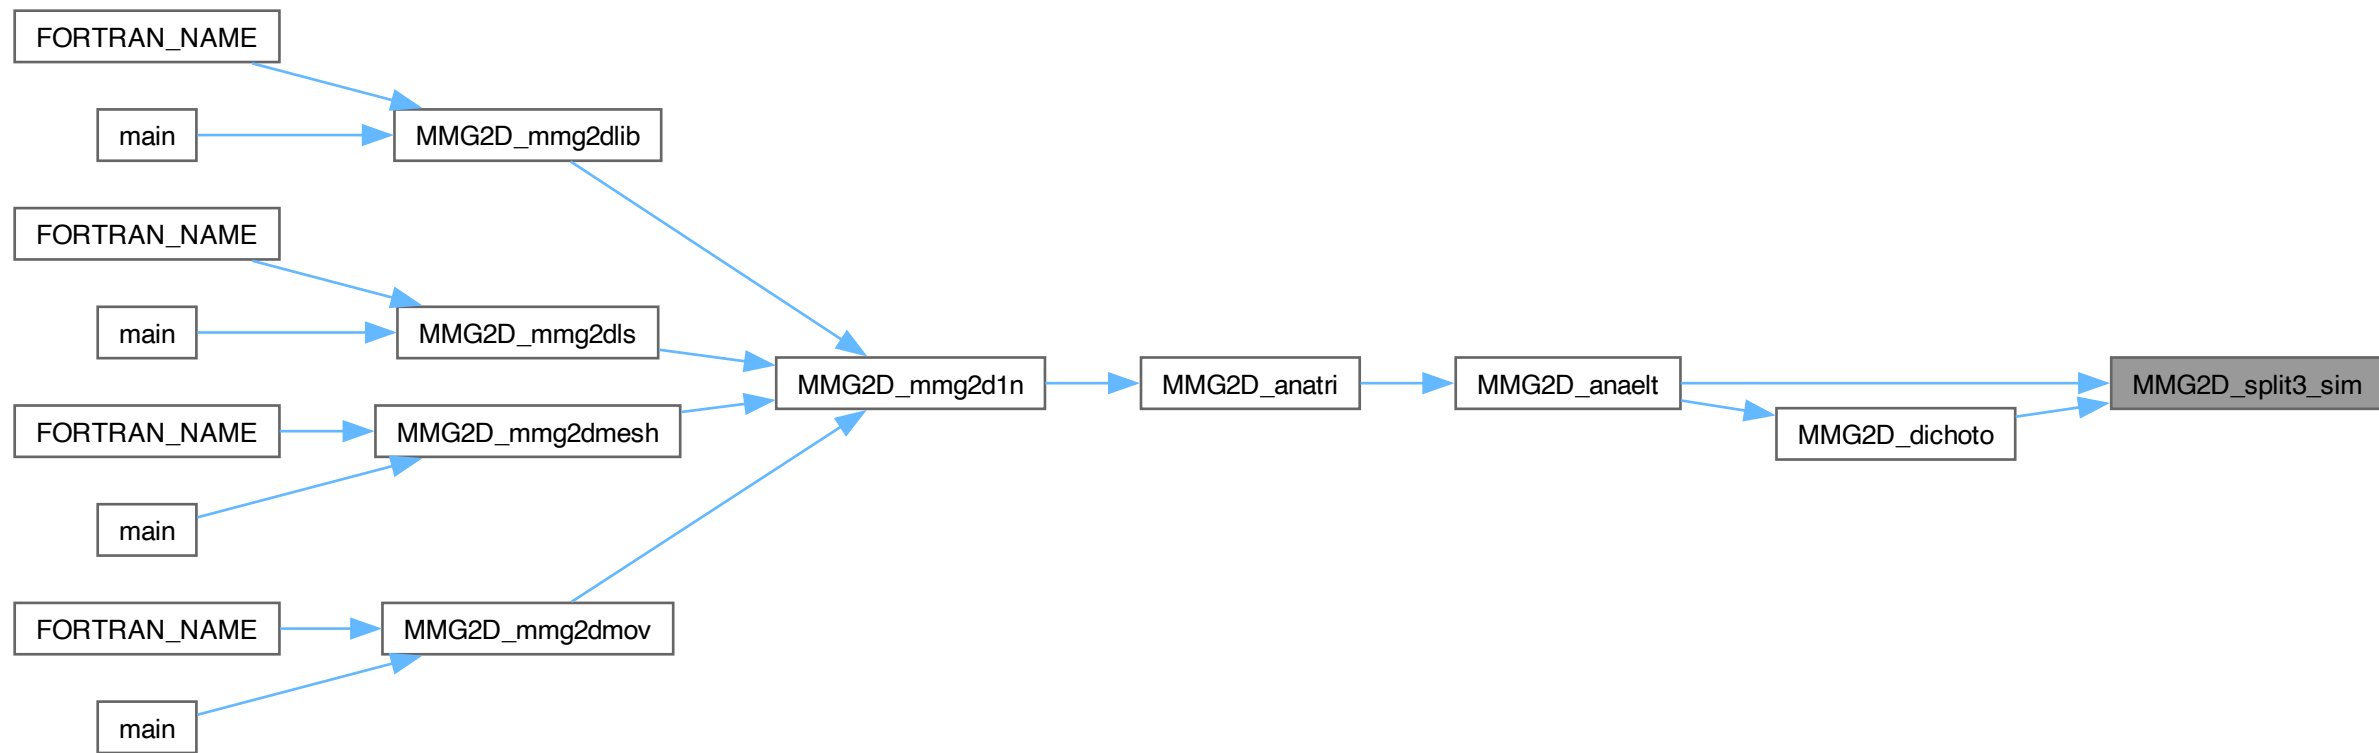 FORTRAN_NAME
main
MMG2D_mmg2dlib
FORTRAN_NAME
main
MMG2D_mmg2dls
FORTRAN_NAME
MMG2D_mmg2dmesh
main
FORTRAN_NAME
MMG2D_mmg2dmov
main
MMG2D_mmg2d1n
MMG2D_anatri
MMG2D_anaelt
MMG2D_dichoto
MMG2D_split3_sim